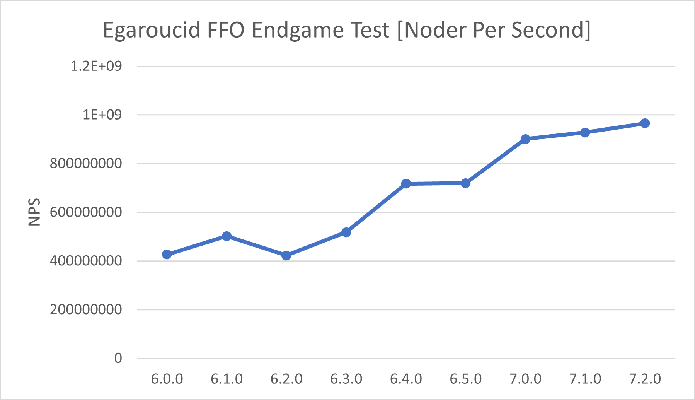 Egaroucid FFO Endgame Test [Noder Per Second]
1.2E+09
1E+09
800000000
600000000
400000000
200000000
0
NPS
6.0.0 6.1.0 6.2.0 6.3.0 6.4.0 6.5.0 7.0.0 7.1.0 7.2.0